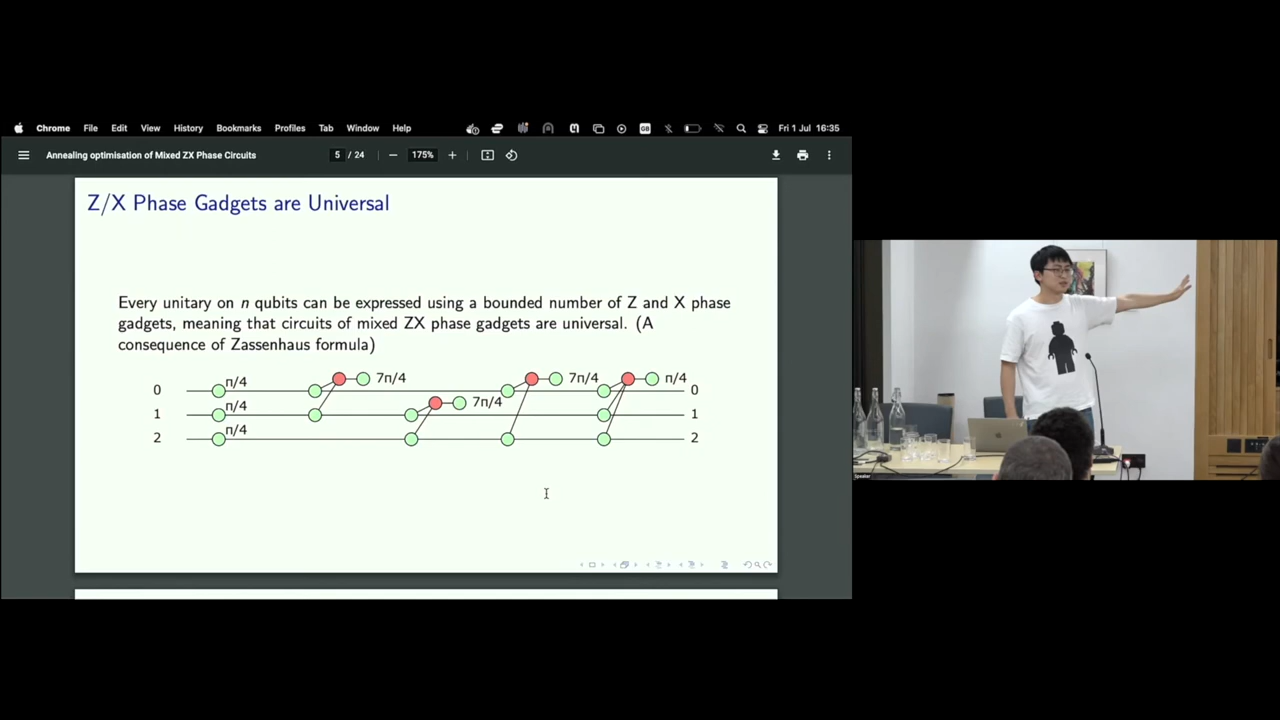 Chrome File Edit View History Bookmarks Profiles Tab Window Help GB Fri 1 Jul 16:35
Annealing optimisation of Mixed ZX Phase Circuits 5 / 24 − 175% +
Z/X Phase Gadgets are Universal
Every unitary on n qubits can be expressed using a bounded number of Z and X phase
gadgets, meaning that circuits of mixed ZX phase gadgets are universal. (A
consequence of Zassenhaus formula)
π/4 7π/4 7π/4 π/4
0 0
π/4 7π/4
1 1
π/4
2 2
Speaker